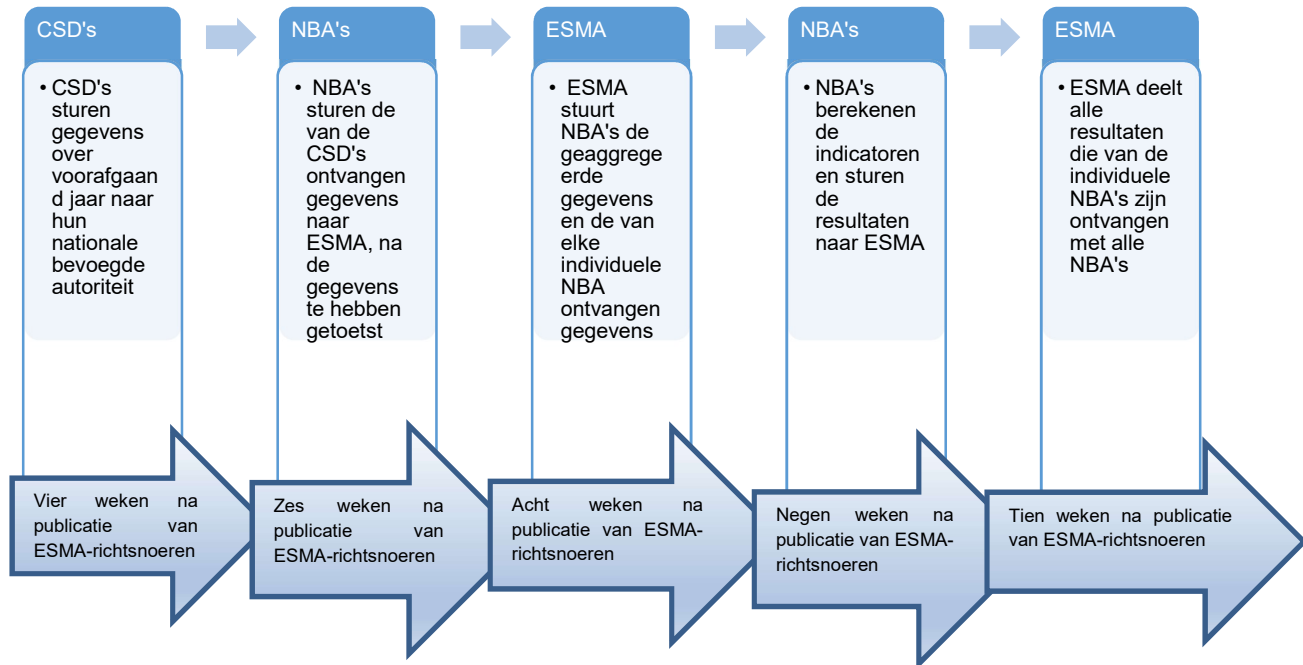 CSD's
• CSD's
sturen
gegevens
over
voorafgaan
d jaar naar
hun
nationale
bevoegde
autoriteit
NBA's
• NBA's
sturen de
van de
CSD's
ontvangen
gegevens
naar
ESMA, na
de
gegevens
te hebben
getoetst
ESMA
• ESMA
stuurt
NBA's de
geaggrege
erde
gegevens
en de van
elke
individuele
NBA
ontvangen
gegevens
NBA's
• NBA's
berekenen
de
indicatoren
en sturen
de
resultaten
naar ESMA
ESMA
• ESMA deelt
alle
resultaten
die van de
individuele
NBA's zijn
ontvangen
met alle
NBA's
Vier weken na
publicatie van
ESMA-richtsnoeren
Zes weken na
publicatie van
ESMA-richtsnoeren
Acht weken na
publicatie van ESMA-
richtsnoeren
Negen weken na
publicatie van ESMA-
richtsnoeren
Tien weken na publicatie
van ESMA-richtsnoeren